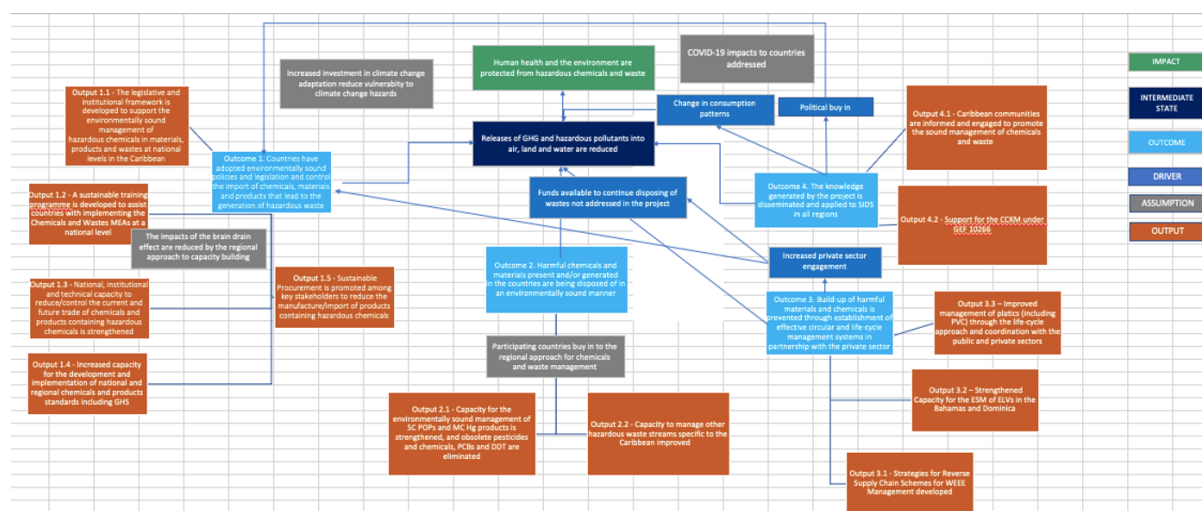 Human health and the environment are
protected from hazardous chemicals and waste
COVID-19 impacts to countries
addressed
IMPACT
Increased investment in climate change
adaptation reduce vulnerabity to
climate change hazards
Output 1.1 - The legislative and
institutional framework is
developed to support the
environmentally sound
management of
hazardous chemicals in materials,
products and wastes at national
levels in the Caribbean
Change in consumption
patterns
Political buy in
Output 4.1 - Caribbean communities
are informed and engaged to promote
the sound management of chemicals
and waste
INTERMEDIATE
STATE
Releases of GHG and hazardous pollutants into
air, land and water are reduced
OUTCOME
Outcome 1. Countries have
adopted environmentally sound
policies and legislation and control
the import of chemicals, materials
and products that lead to the
generation of hazardous waste
Funds available to continue disposing of
wastes not addressed in the project
Outcome 4. The knowledge
generated by the project is
disseminated and applied to SIDS
in all regions
DRIVER
ASSUMPTION
OUTPUT
Output 1.2 - A sustainable training
programme is developed to assist
countries with implementing the
Chemicals and Wastes MEAs at a
national level
Output 4.2 - Support for the CCKM under
GEF 10266
The impacts of the brain drain
effect are reduced by the regional
approach to capacity building
Increased private sector
engagement
Outcome 2. Harmful chemicals and
materials present and/or generated
in the countries are being disposed of in
an environmentally sound manner
Output 1.3 - National, institutional
and technical capacity to
reduce/control the current and
future trade of chemicals and
products containing hazardous
chemicals is strengthened
Output 1.5 - Sustainable
Procurement is promoted among
key stakeholders to reduce the
manufacture/import of products
containing hazardous chemicals
Outcome 3. Build-up of harmful
materials and chemicals is
prevented through establishment of
effective circular and life-cycle
management systems in
partnership with the private sector
Output 3.3 – Improved
management of platics (including
PVC) through the life-cycle
approach and coordination with the
public and private sectors
Participating countries buy in to the
regional approach for chemicals
and waste management
Output 1.4 - Increased capacity
for the development and
implementation of national and
regional chemicals and products
standards including GHS
Output 3.2 – Strengthened
Capacity for the ESM of ELVs in the
Bahamas and Dominica
Output 2.1 - Capacity for the
environmentally sound management of
SC POPs and MC Hg products is
strengthened, and obsolete pesticides
and chemicals, PCBs and DDT are
eliminated
Output 2.2 - Capacity to manage other
hazardous waste streams specific to the
Caribbean improved
Output 3.1 - Strategies for Reverse
Supply Chain Schemes for WEEE
Management developed